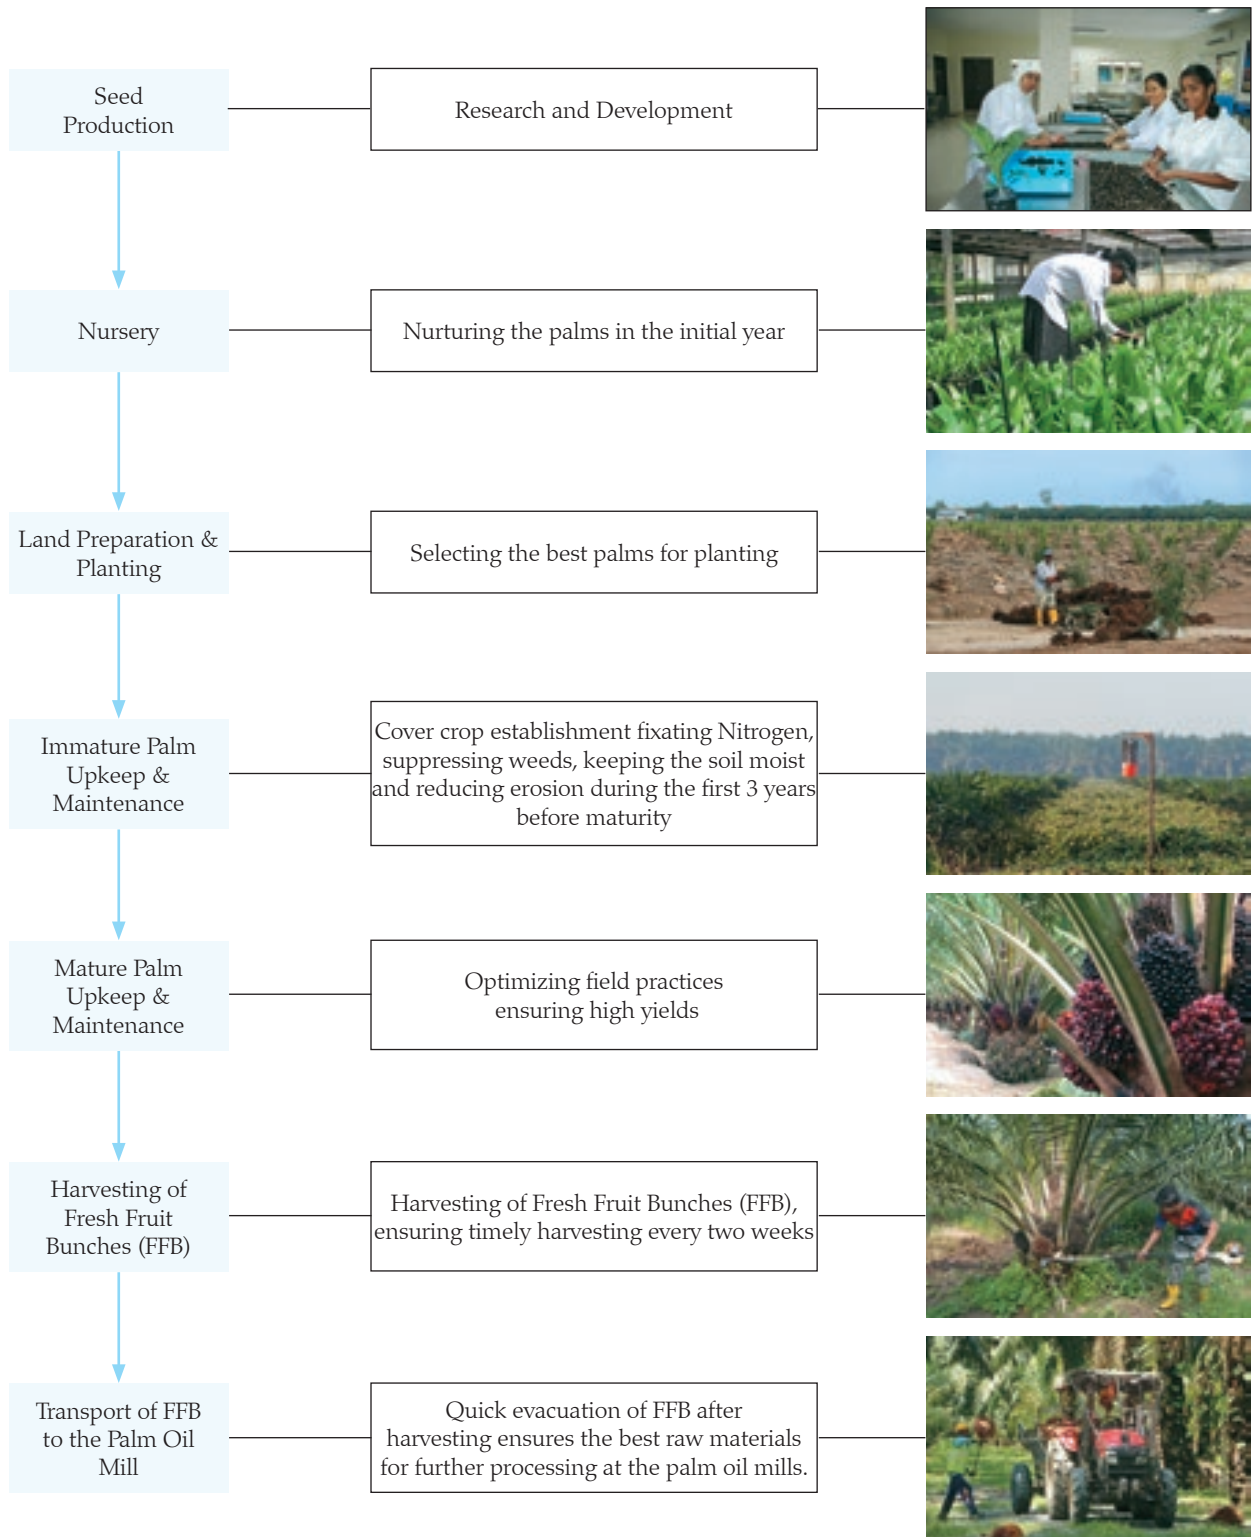 Seed
Production
Research and Development
Nursery
Nurturing the palms in the initial year
Land Preparation &
Planting
Selecting the best palms for planting
Immature Palm
Upkeep &
Maintenance
Cover crop establishment fixating Nitrogen,
suppressing weeds, keeping the soil moist
and reducing erosion during the first 3 years
before maturity
Mature Palm
Upkeep &
Maintenance
Optimizing field practices
ensuring high yields
Harvesting of
Fresh Fruit
Bunches (FFB)
Harvesting of Fresh Fruit Bunches (FFB),
ensuring timely harvesting every two weeks
Transport of FFB
to the Palm Oil
Mill
Quick evacuation of FFB after
harvesting ensures the best raw materials
for further processing at the palm oil mills.